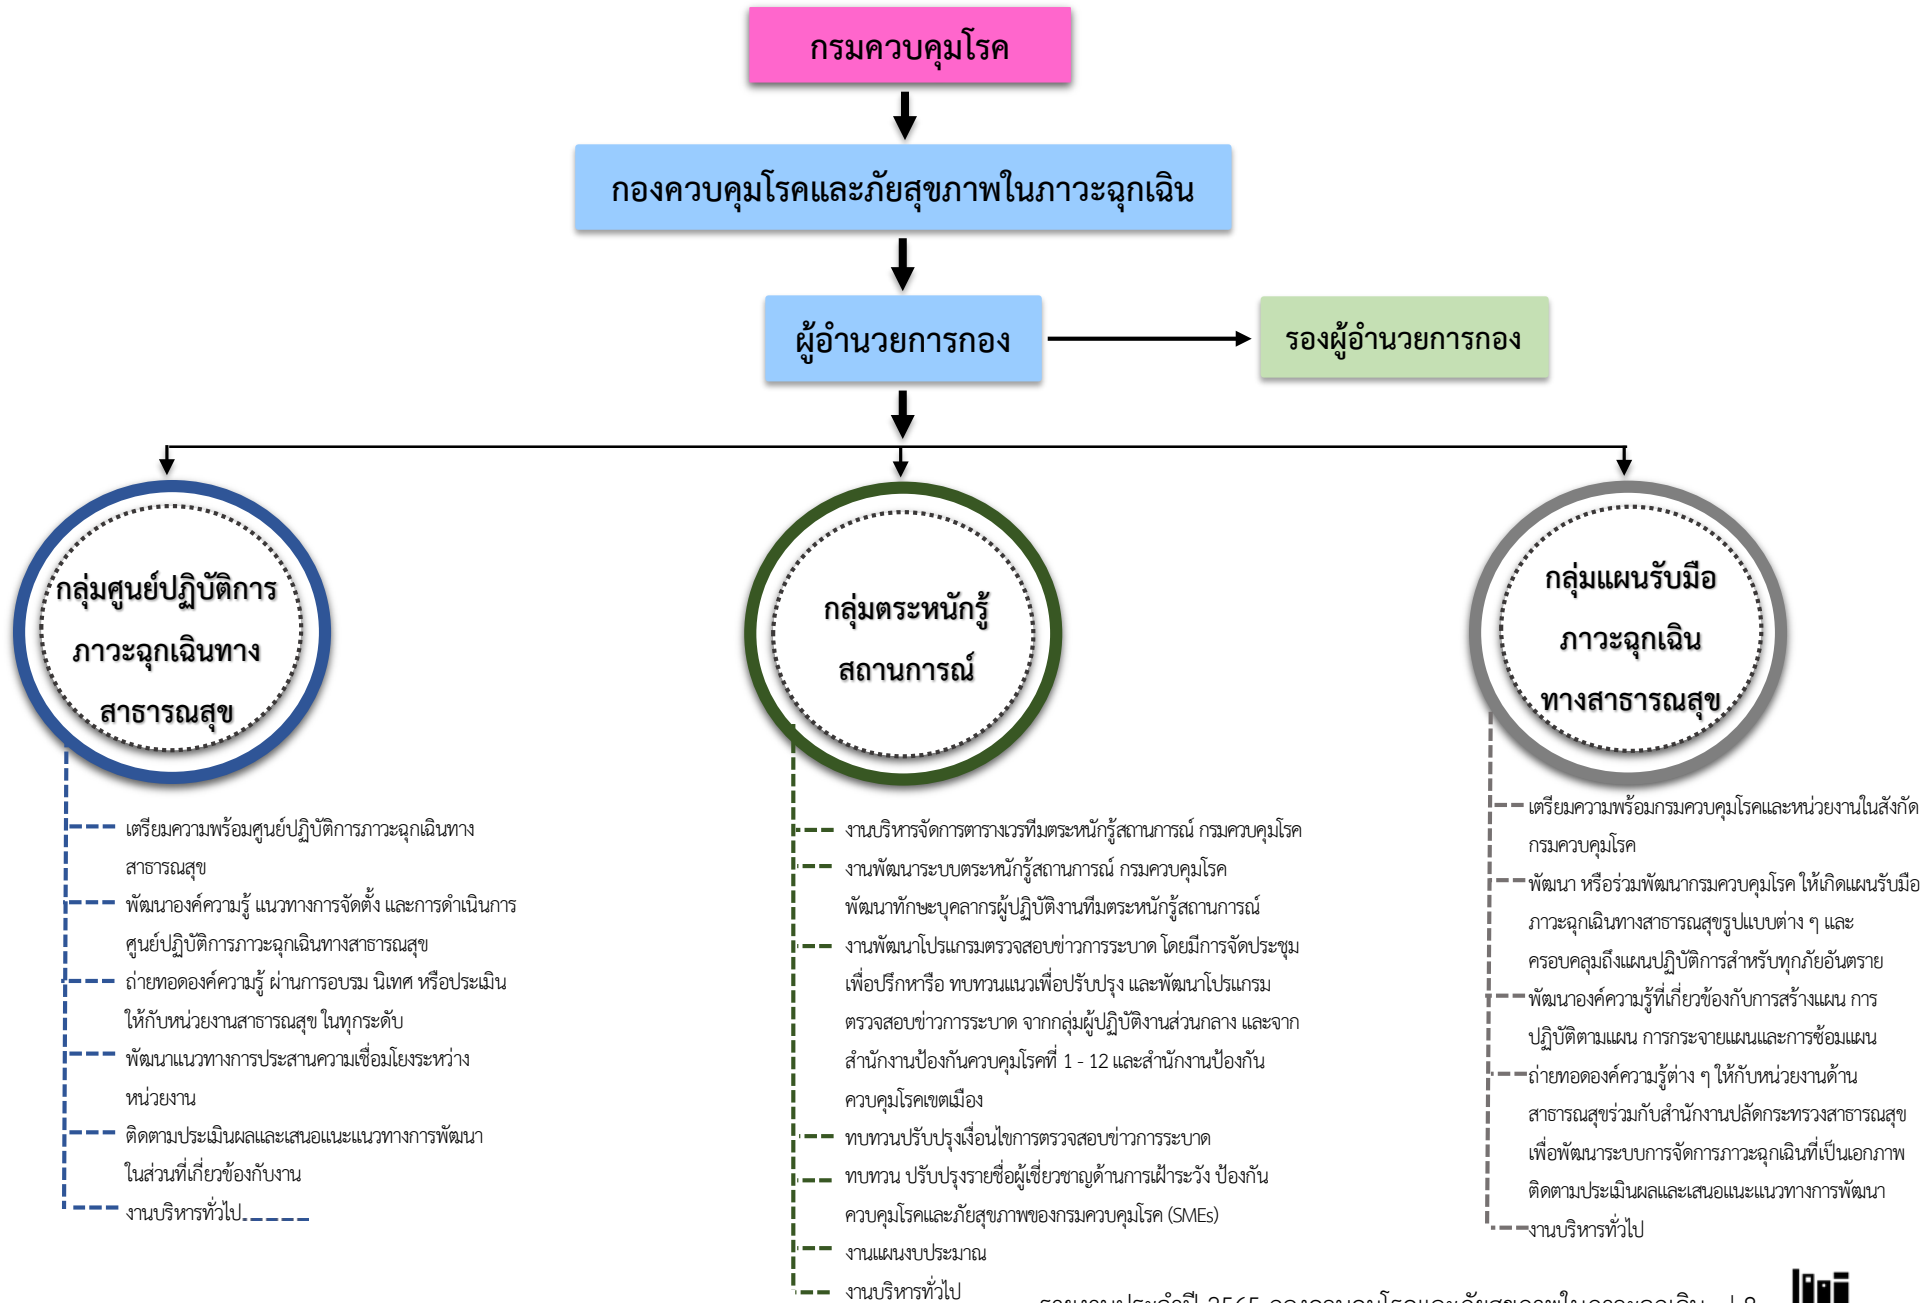 กรมควบคุมโรค
กองควบคุมโรคและภัยสุขภาพในภาวะฉุกเฉิน
ผู้อำนวยการกอง
รองผู้อำนวยการกอง
กลุ่มศูนย์ปฏิบัติการ
ภาวะฉุกเฉินทาง
สาธารณสุข
เตรียมความพร้อมศูนย์ปฏิบัติการภาวะฉุกเฉินทาง
สาธารณสุข
พัฒนาองค์ความรู้ แนวทางการจัดตั้ง และการดำเนินการ
ศูนย์ปฏิบัติการภาวะฉุกเฉินทางสาธารณสุข
ถ่ายทอดองค์ความรู้ ผ่านการอบรม นิเทศ หรือประเมิน
ให้กับหน่วยงานสาธารณสุข ในทุกระดับ
พัฒนาแนวทางการประสานความเชื่อมโยงระหว่าง
หน่วยงาน
ติดตามประเมินผลและเสนอแนะแนวทางการพัฒนา
ในส่วนที่เกี่ยวข้องกับงาน
งานบริหารทั่วไป
กลุ่มตระหนักรู้
สถานการณ์
งานบริหารจัดการตารางเวรทีมตระหนักรู้สถานการณ์ กรมควบคุมโรค
งานพัฒนาระบบตระหนักรู้สถานการณ์ กรมควบคุมโรค
พัฒนาทักษะบุคลากรผู้ปฏิบัติงานทีมตระหนักรู้สถานการณ์
งานพัฒนาโปรแกรมตรวจสอบข่าวการระบาด โดยมีการจัดประชุม
เพื่อปรึกหารือ ทบทวนแนวเพื่อปรับปรุง และพัฒนาโปรแกรม
ตรวจสอบข่าวการระบาด จากกลุ่มผู้ปฏิบัติงานส่วนกลาง และจาก
สำนักงานป้องกันควบคุมโรคที่ 1 - 12 และสำนักงานป้องกัน
ควบคุมโรคเขตเมือง
ทบทวนปรับปรุงเงื่อนไขการตรวจสอบข่าวการระบาด
ทบทวน ปรับปรุงรายชื่อผู้เชี่ยวชาญด้านการเฝ้าระวัง ป้องกัน
ควบคุมโรคและภัยสุขภาพของกรมควบคุมโรค (SMEs)
งานแผนงบประมาณ
งานบริหารทั่วไป
กลุ่มแผนรับมือ
ภาวะฉุกเฉิน
ทางสาธารณสุข
เตรียมความพร้อมกรมควบคุมโรคและหน่วยงานในสังกัด
กรมควบคุมโรค
พัฒนา หรือร่วมพัฒนากรมควบคุมโรค ให้เกิดแผนรับมือ
ภาวะฉุกเฉินทางสาธารณสุขรูปแบบต่าง ๆ และ
ครอบคลุมถึงแผนปฏิบัติการสำหรับทุกภัยอันตราย
พัฒนาองค์ความรู้ที่เกี่ยวข้องกับการสร้างแผน การ
ปฏิบัติตามแผน การกระจายแผนและการซ้อมแผน
ถ่ายทอดองค์ความรู้ต่าง ๆ ให้กับหน่วยงานด้าน
สาธารณสุขร่วมกับสำนักงานปลัดกระทรวงสาธารณสุข
เพื่อพัฒนาระบบการจัดการภาวะฉุกเฉินที่เป็นเอกภาพ
ติดตามประเมินผลและเสนอแนะแนวทางการพัฒนา
งานบริหารทั่วไป
รายงานประจำปี 2565 กองควบคุมโรคและภัยสุขภาพในภาวะฉุกเฉิน | 8